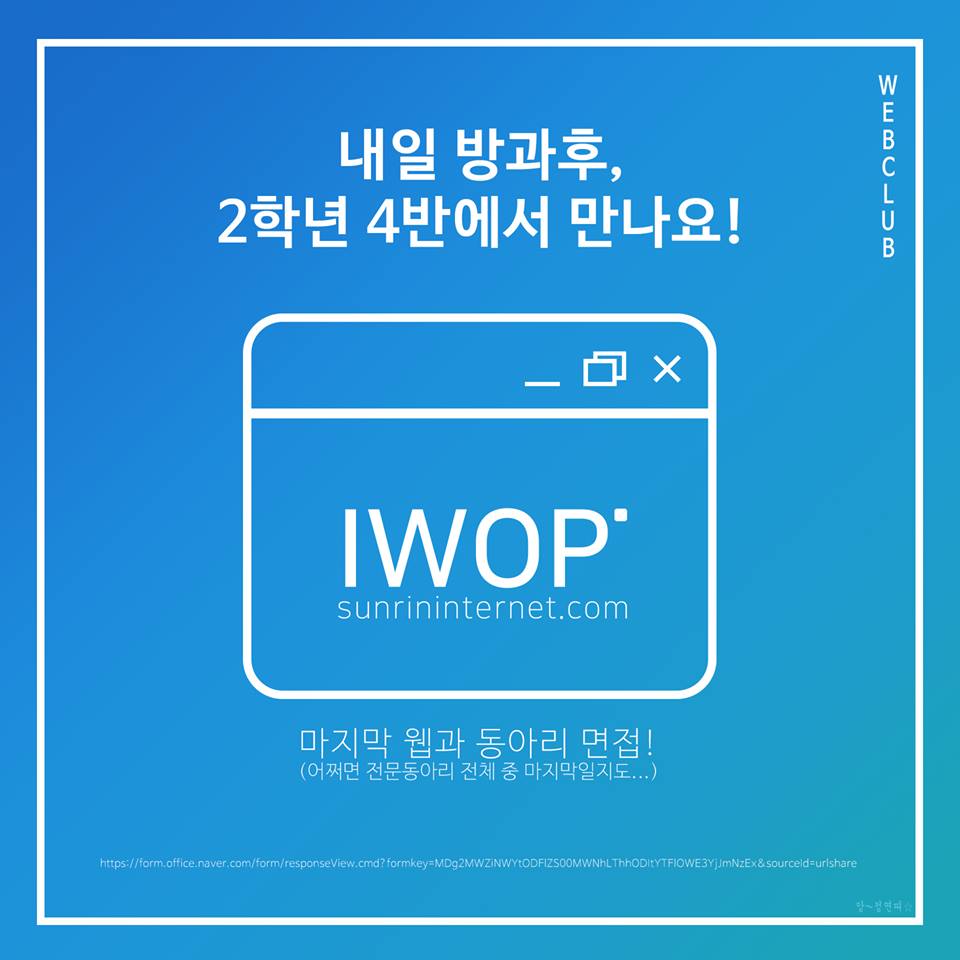 내일 방과후,
2학년 4반에서 만나요!
WEBCLUB
IWOP
sunrininternet.com
마지막 웹과 동아리 면접!
(어쩌면 전문동아리 전체 중 마지막일지도...)
https://form.office.naver.com/form/responseView.cmd?formkey=MDg2MWZiNWYtODFlZS00MWNhLThhODItYTFlOWE3YjJmNzEx&sourceId=urlshare